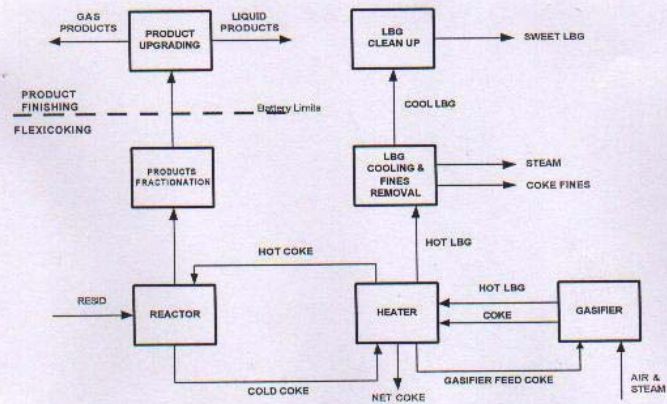 GAS
PRODUCTS
PRODUCT
UPGRADING
LIQUID
PRODUCTS
LBG
CLEAN UP
SWEET LBG
PRODUCT
FINISHING
Battery Limits
FLEXICOKING
COOL LBG
PRODUCTS
FRACTIONATION
LBG
COOLING &
FINES
REMOVAL
STEAM
COKE FINES
HOT COKE
HOT LBG
HOT LBG
RESID
REACTOR
HEATER
COKE
GASIFIER
COLD COKE
NET COKE
GASIFIER FEED COKE
AIR &
STEAM